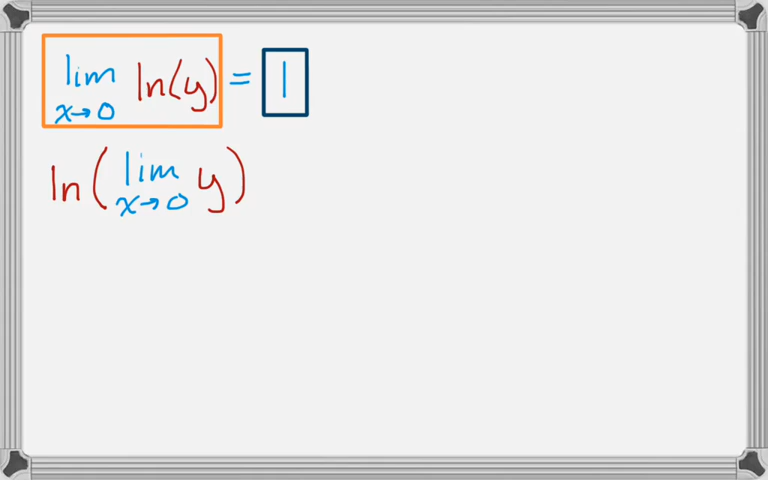 lim x→0 ln(y) = 1
ln(lim x→0 y)